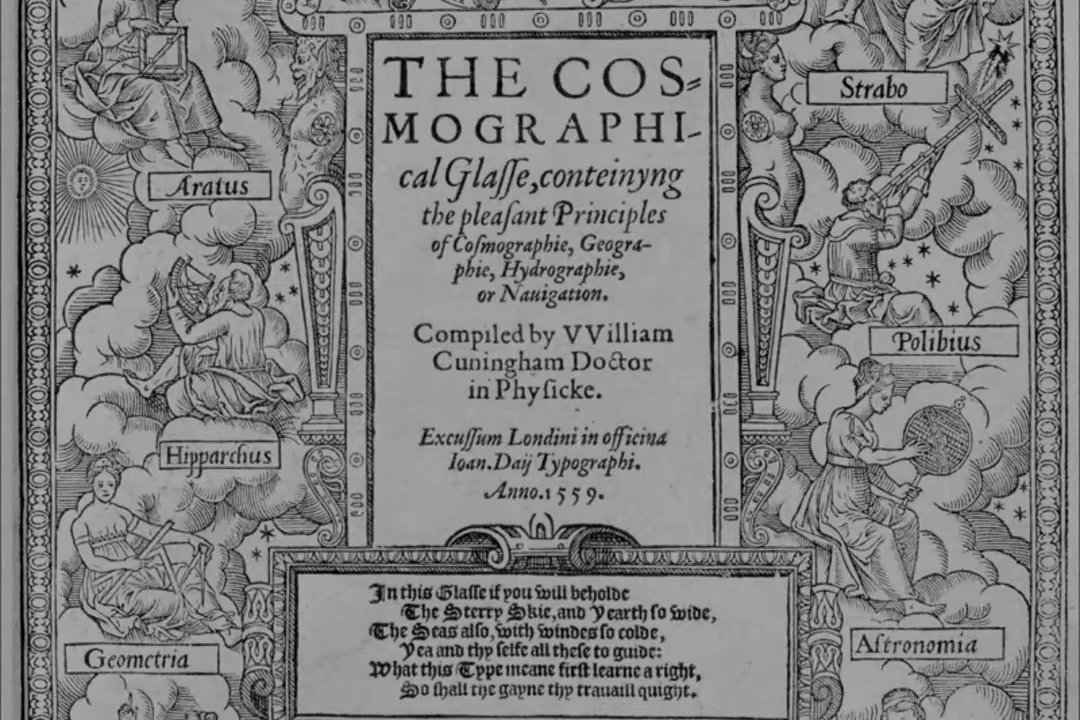 THE COS=
MOGRAPHI-
cal Glaſſe, conteinyng
the pleaſant Principles
of Coſmographie, Geogra-
phie, Hydrographie,
or Nauigation.
Compiled by VVilliam
Cuningham Doctor
in Phyſicke.
Excuſſum Londini in officina
Ioan. Daij Typographi.
Anno. 1559.
In this Glaſſe if you will beholde
The Sterry Skie, and Yearth ſo wide,
The Seas alſo, with windes ſo colde,
Yea and thy ſelfe all theſe to guide:
What this Type meane firſt learne a right,
So ſhall the gayne thy trauaill quight.
Aratus
Hipparchus
Geometria
Strabo
Polibius
Aſtronomia